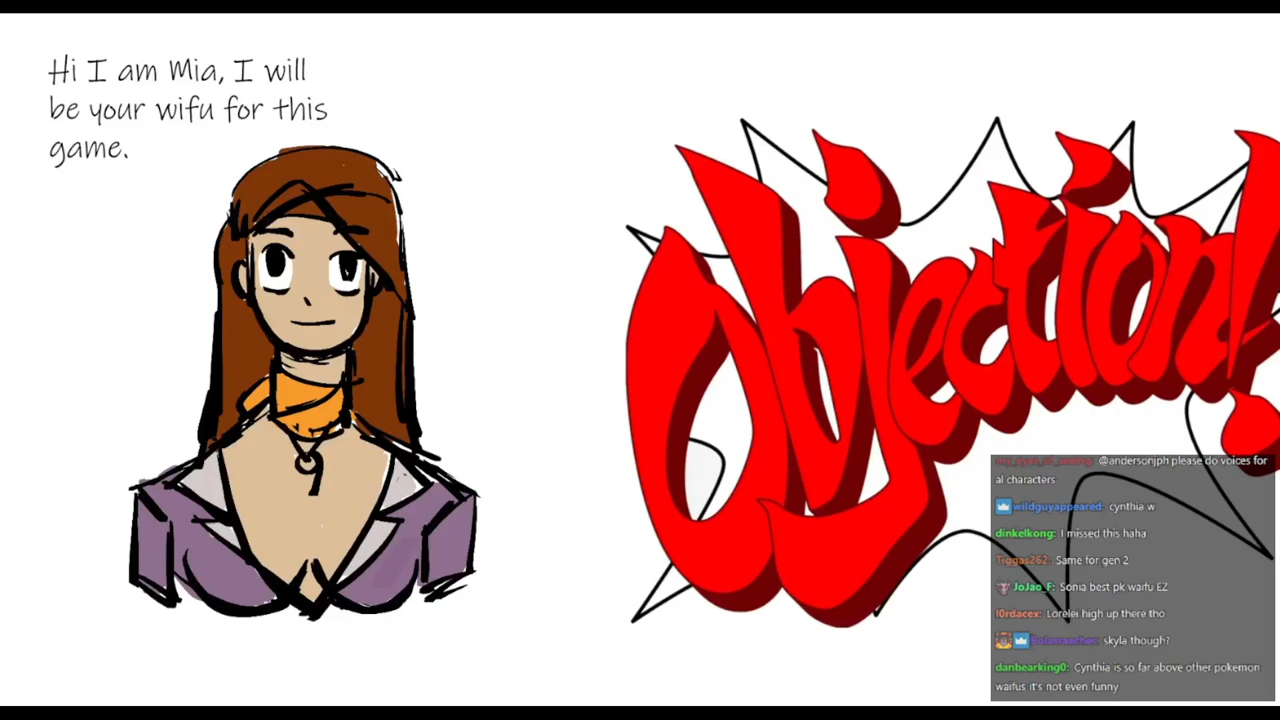 Hi I am Mia, I will
be your wifu for this
game.
Objection!
@andersonjph please do voices for
al characters
wildguyappeared: cynthia w
dinkelkong: I missed this haha
Tiggas262: Same for gen 2
JoJao_F: Sonia best pk waifu EZ
l0rdacex: Lorelei high up there tho
skyla though?
danbearking0: Cynthia is so far above other pokemon
waifus it's not even funny